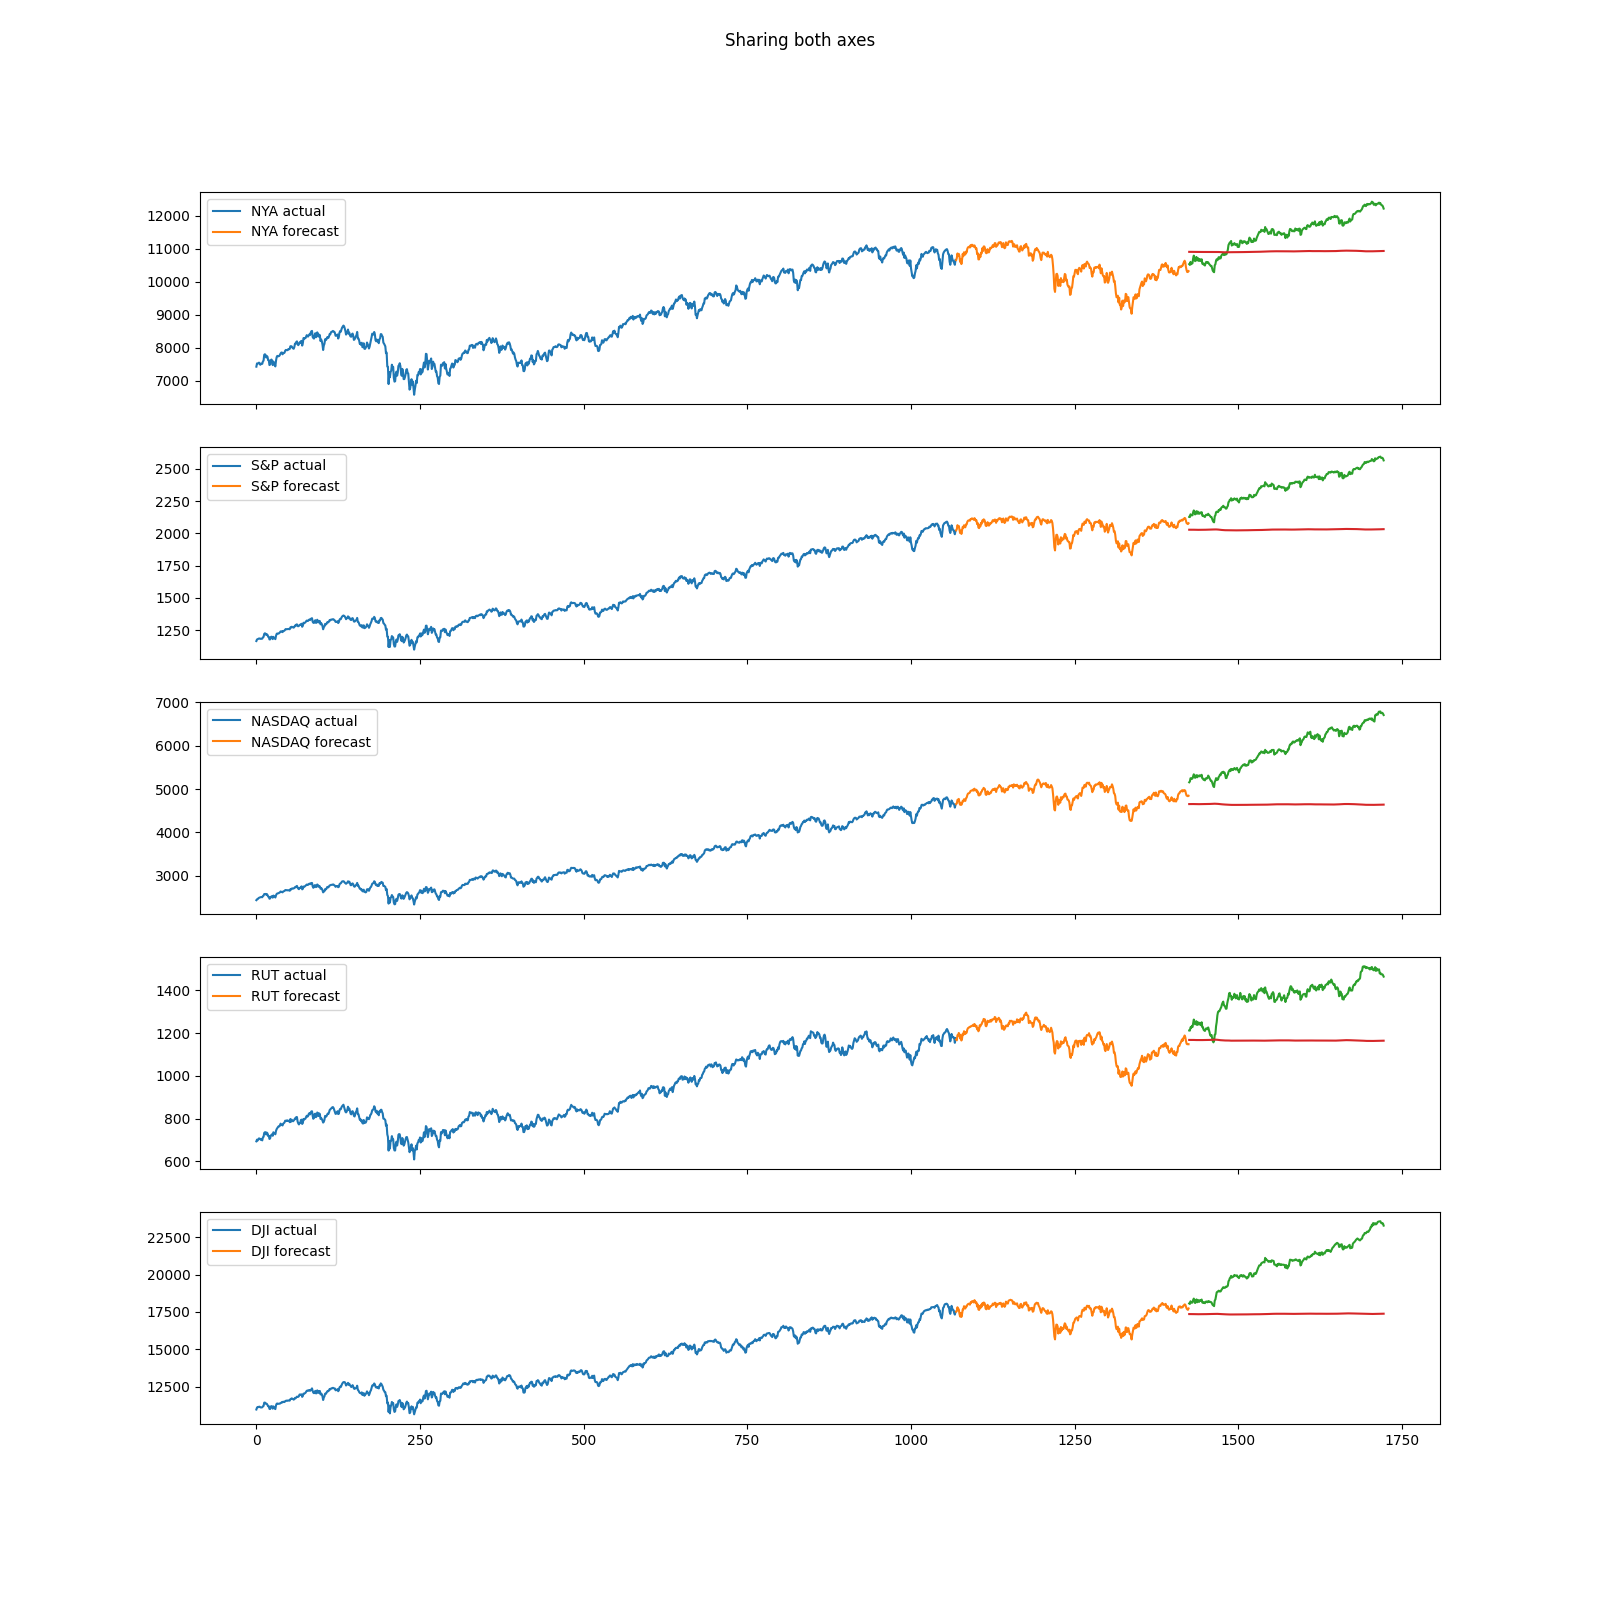 Sharing both axes
NYA actual
NYA forecast
12000
11000
10000
9000
8000
7000
S&P actual
S&P forecast
2500
2250
2000
1750
1500
1250
NASDAQ actual
NASDAQ forecast
7000
6000
5000
4000
3000
RUT actual
RUT forecast
1400
1200
1000
800
600
DJI actual
DJI forecast
22500
20000
17500
15000
12500
0 250 500 750 1000 1250 1500 1750